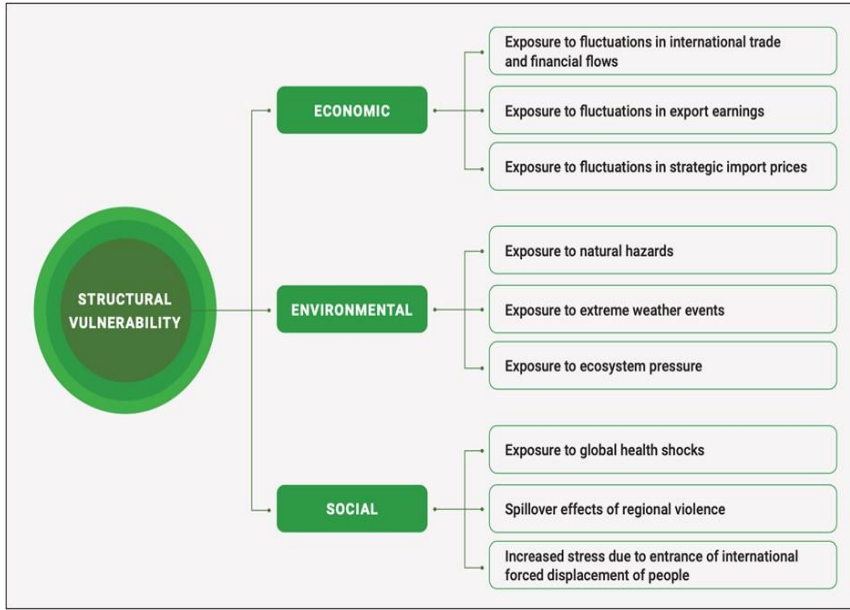 STRUCTURAL
VULNERABILITY
ECONOMIC
Exposure to fluctuations in international trade
and financial flows
Exposure to fluctuations in export earnings
Exposure to fluctuations in strategic import prices
ENVIRONMENTAL
Exposure to natural hazards
Exposure to extreme weather events
Exposure to ecosystem pressure
SOCIAL
Exposure to global health shocks
Spillover effects of regional violence
Increased stress due to entrance of international
forced displacement of people